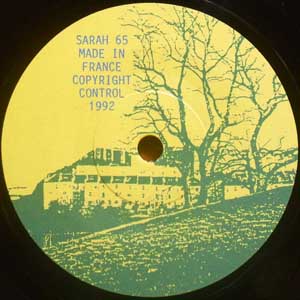 SARAH 65
MADE IN
FRANCE
COPYRIGHT
CONTROL
1992